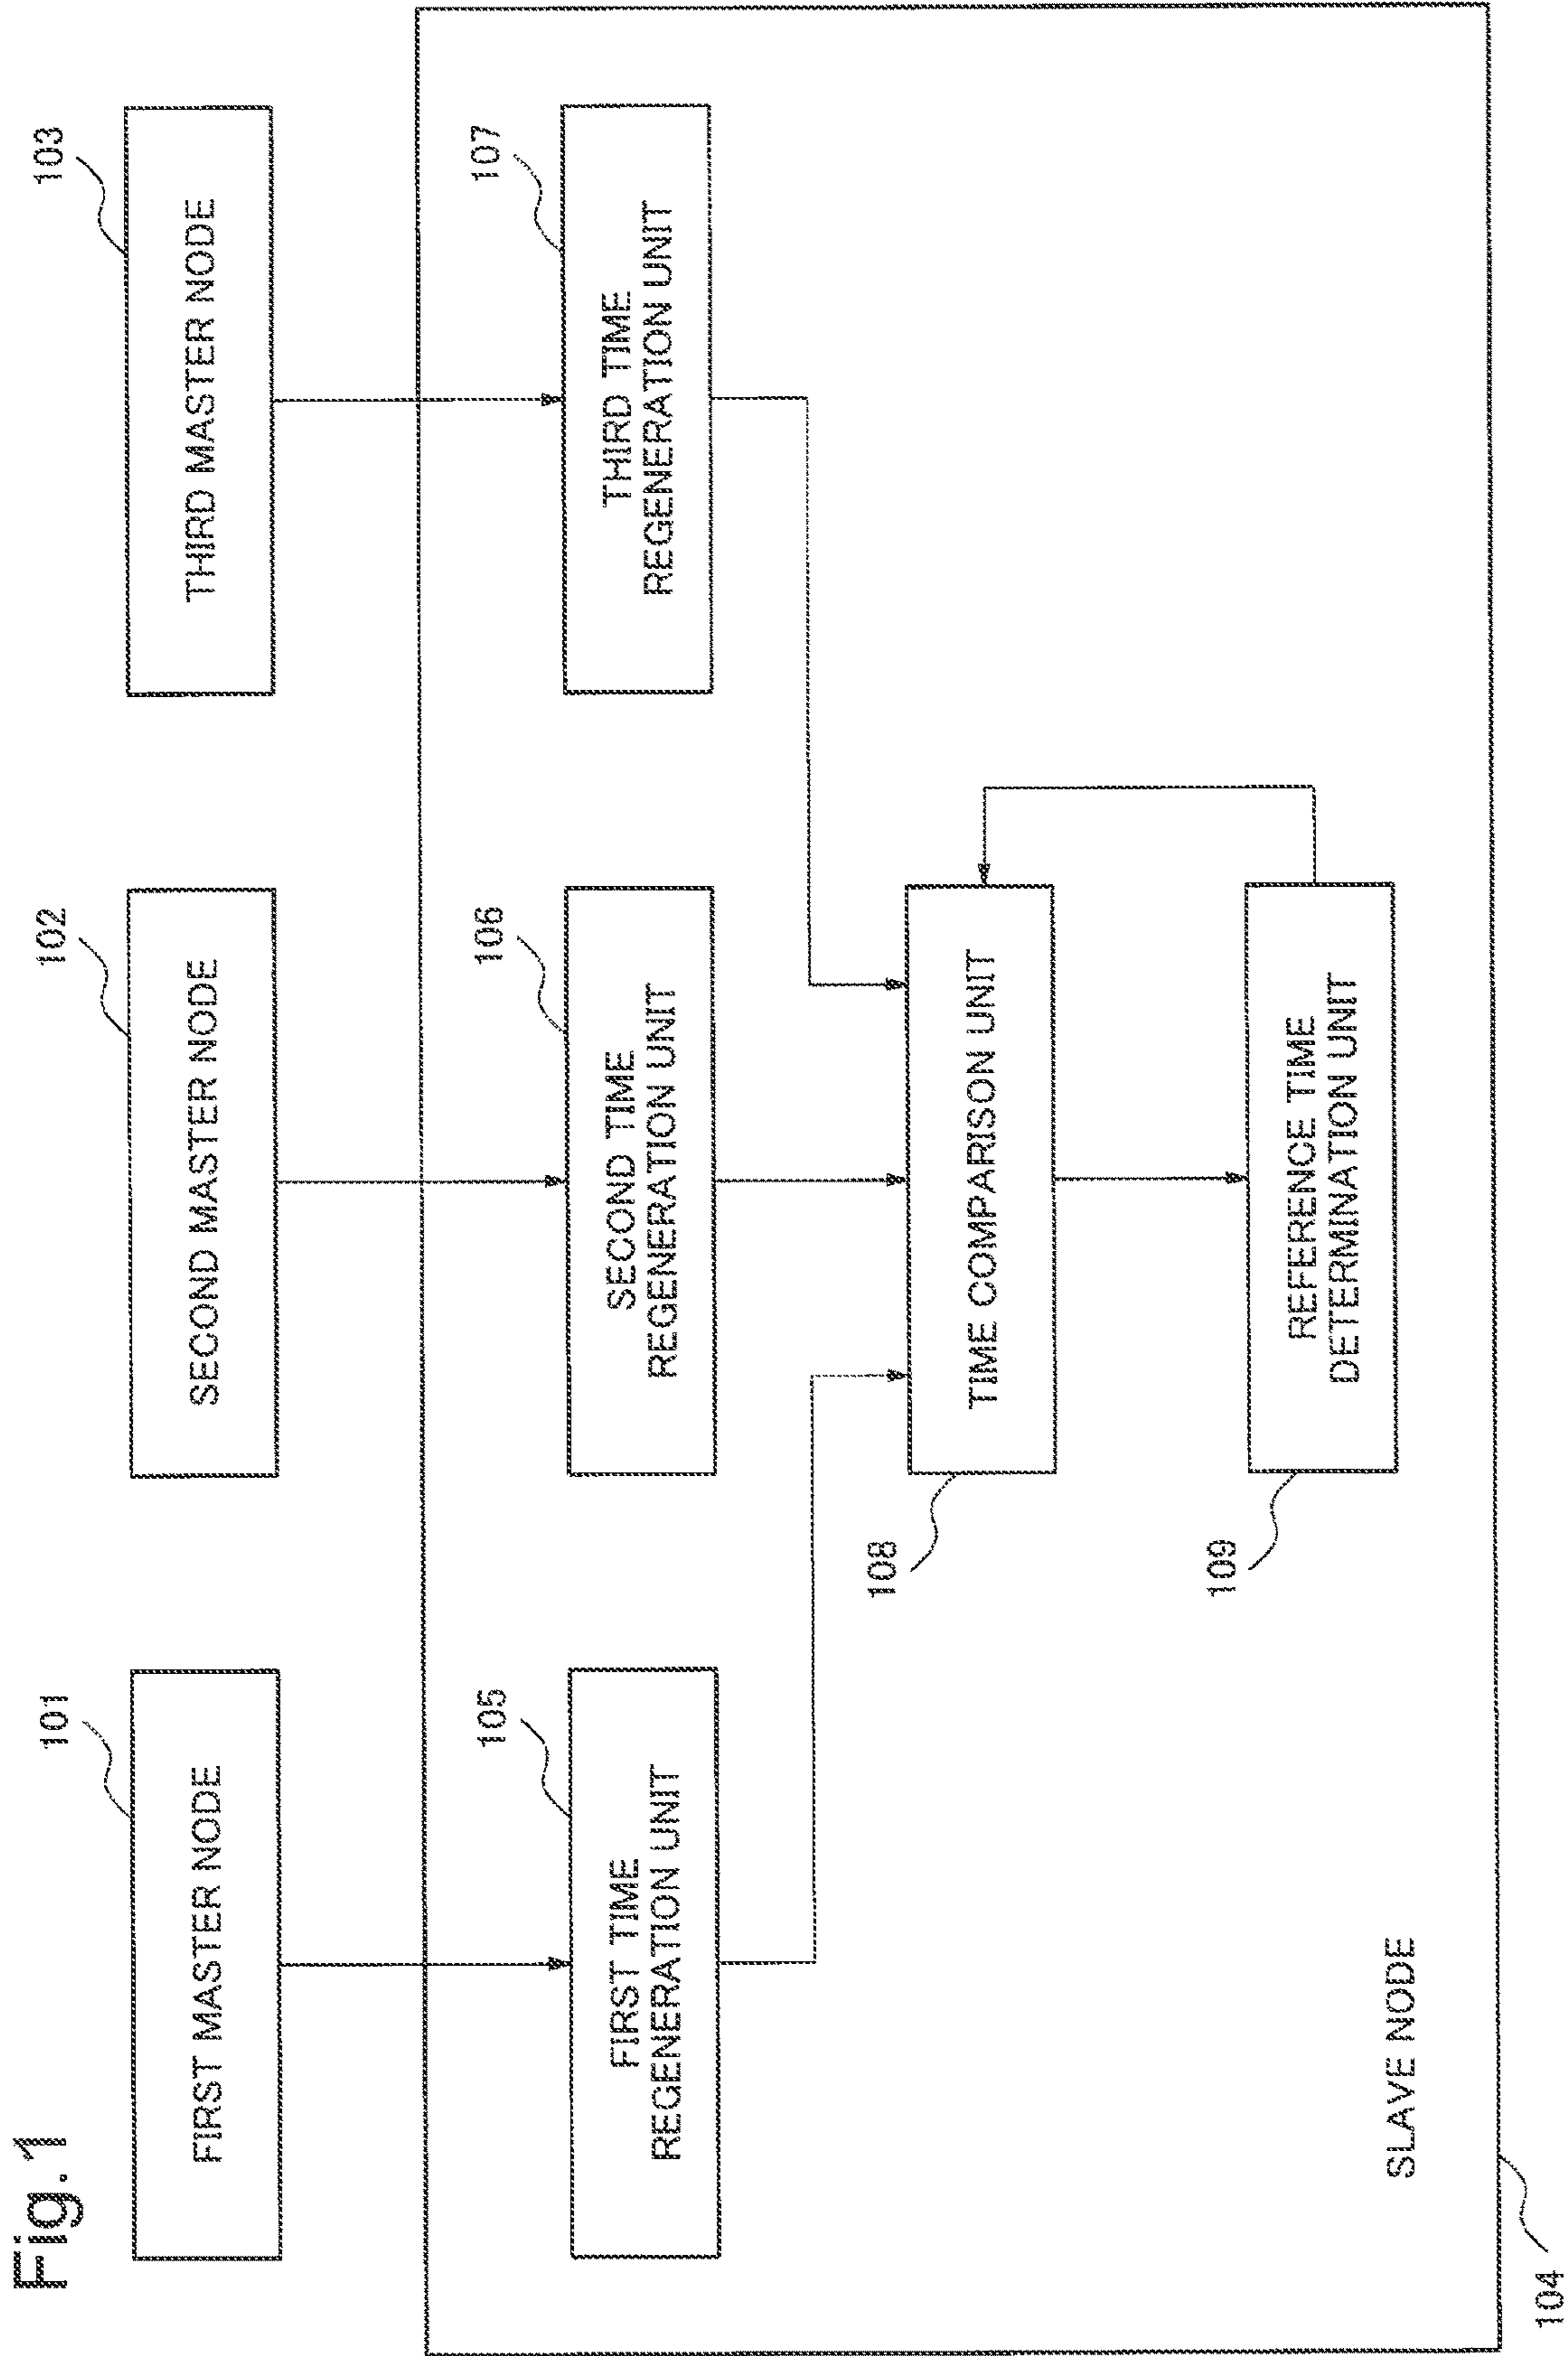 Fig.1
101
102
103
FIRST MASTER NODE
SECOND MASTER NODE
THIRD MASTER NODE
105
106
107
FIRST TIME
REGENERATION UNIT
SECOND TIME
REGENERATION UNIT
THIRD TIME
REGENERATION UNIT
108
TIME COMPARISON UNIT
109
REFERENCE TIME
DETERMINATION UNIT
SLAVE NODE
104